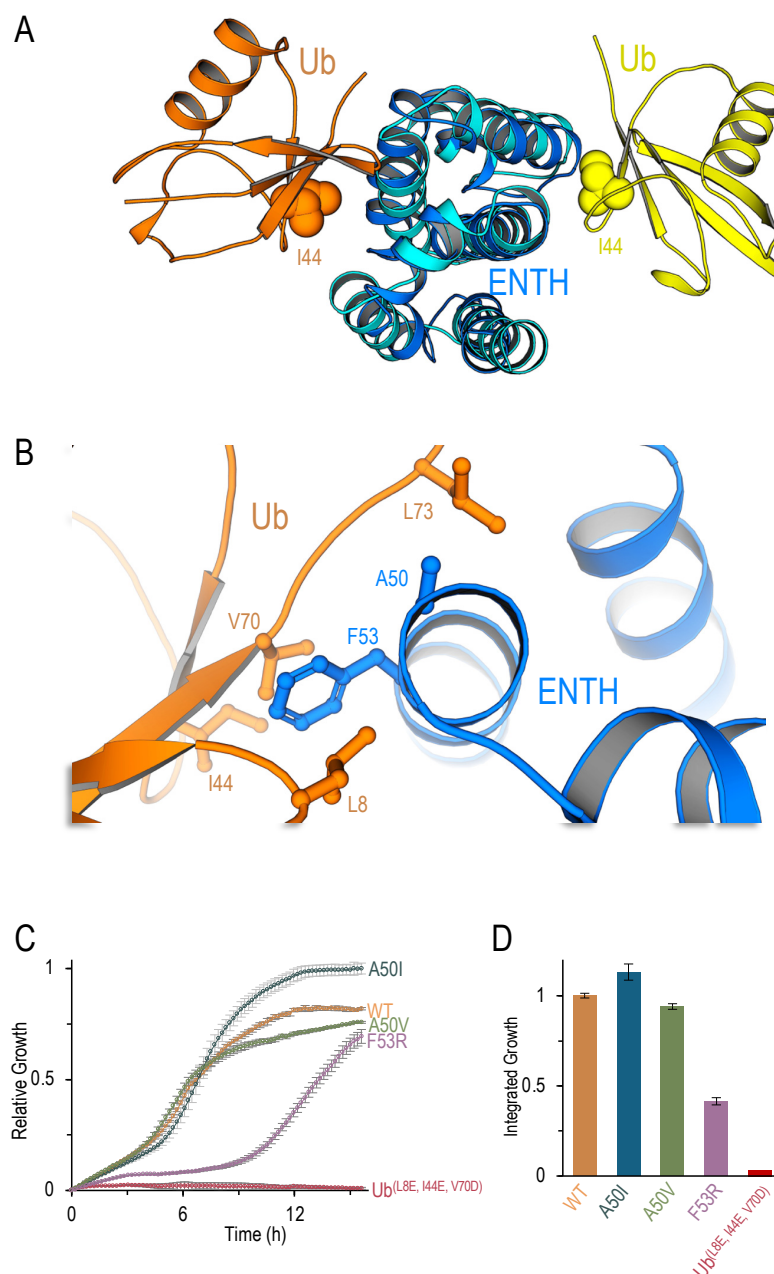 A
Ub
Ub
I44
I44
ENTH
B
Ub
L73
A50
V70
F53
ENTH
I44
L8
C
Relative Growth
1
0.5
0
0
6
12
Time (h)
A50I
WT
A50V
F53R
Ub(L8E, I44E, V70D)
D
Integrated Growth
1
0.5
0
WT
A50I
A50V
F53R
Ub(L8E, I44E, V70D)